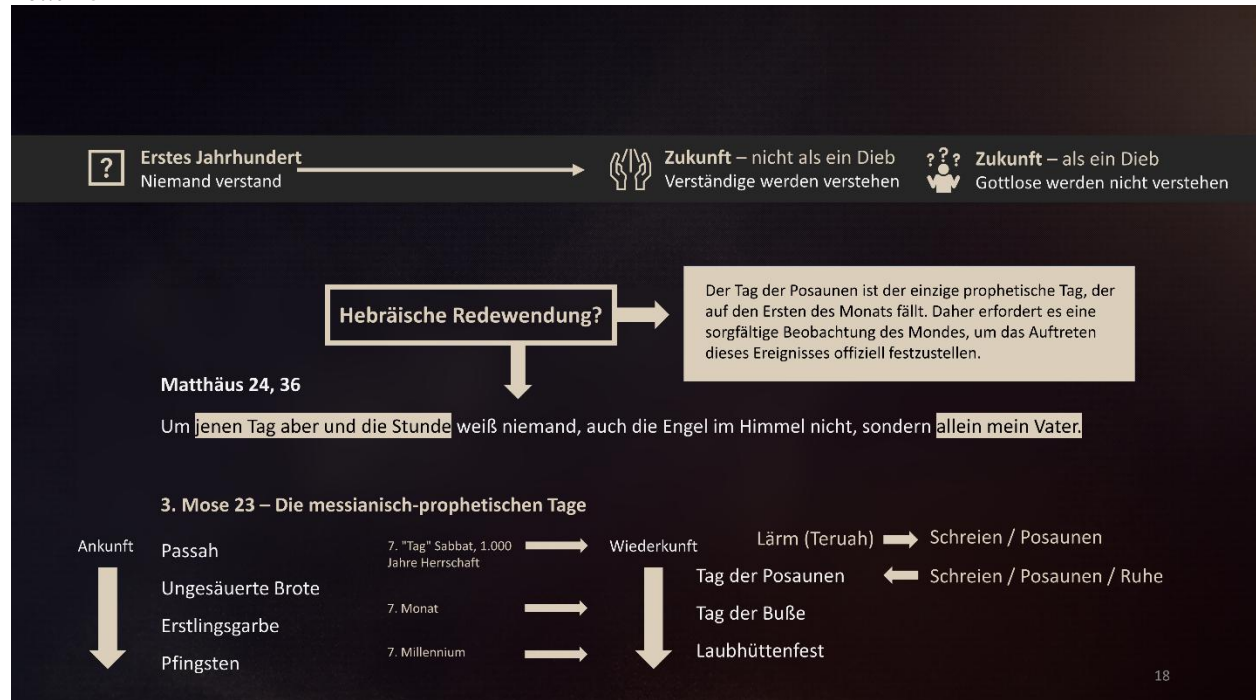 ? Erstes Jahrhundert
Niemand verstand
Zukunft – nicht als ein Dieb
Verständige werden verstehen
? ? ?
Zukunft – als ein Dieb
Gottlose werden nicht verstehen
Hebräische Redewendung?
Der Tag der Posaunen ist der einzige prophetische Tag, der
auf den Ersten des Monats fällt. Daher erfordert es eine
sorgfältige Beobachtung des Mondes, um das Auftreten
dieses Ereignisses offiziell festzustellen.
Matthäus 24, 36
Um jenen Tag aber und die Stunde weiß niemand, auch die Engel im Himmel nicht, sondern allein mein Vater.
3. Mose 23 – Die messianisch-prophetischen Tage
Ankunft
Passah
Ungesäuerte Brote
Erstlingsgarbe
Pfingsten
7. "Tag" Sabbat, 1.000
Jahre Herrschaft
7. Monat
7. Millennium
Wiederkunft
Lärm (Teruah)
Schreien / Posaunen
Tag der Posaunen
Schreien / Posaunen / Ruhe
Tag der Buße
Laubhüttenfest
18